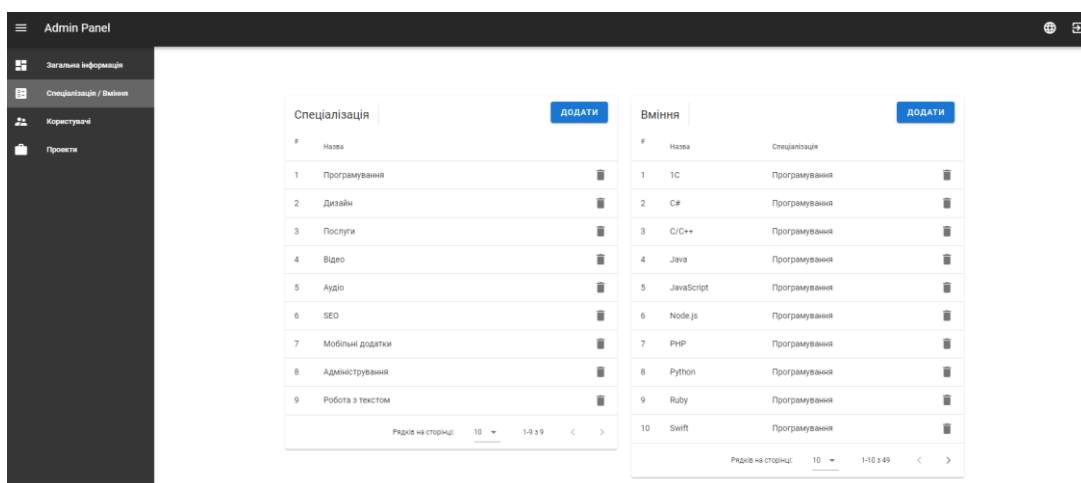 Admin Panel
Загальна інформація
Спеціалізація / Вміння
Користувачі
Проекти
Спеціалізація
ДОДАТИ
# Назва
1 Програмування
2 Дизайн
3 Послуги
4 Відео
5 Аудіо
6 SEO
7 Мобільні додатки
8 Адміністрування
9 Робота з текстом
Рядків на сторінці: 10 1-9 з 9
Вміння
ДОДАТИ
# Назва Спеціалізація
1 1C Програмування
2 C# Програмування
3 C/C++ Програмування
4 Java Програмування
5 JavaScript Програмування
6 Node.js Програмування
7 PHP Програмування
8 Python Програмування
9 Ruby Програмування
10 Swift Програмування
Рядків на сторінці: 10 1-10 з 49